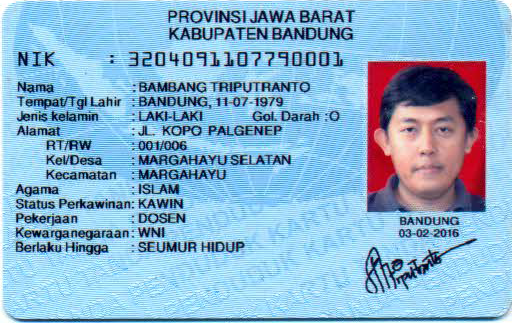 PROVINSI JAWA BARAT
KABUPATEN BANDUNG
NIK : 3204091107790001
Nama : BAMBANG TRIPUTRANTO
Tempat/Tgl Lahir : BANDUNG, 11-07-1979
Jenis kelamin : LAKI-LAKI Gol. Darah :O
Alamat : JL. KOPO PALGENEP
RT/RW : 001/006
Kel/Desa : MARGAHAYU SELATAN
Kecamatan : MARGAHAYU
Agama : ISLAM
Status Perkawinan: KAWIN
Pekerjaan : DOSEN
Kewarganegaraan: WNI
Berlaku Hingga : SEUMUR HIDUP
BANDUNG
03-02-2016